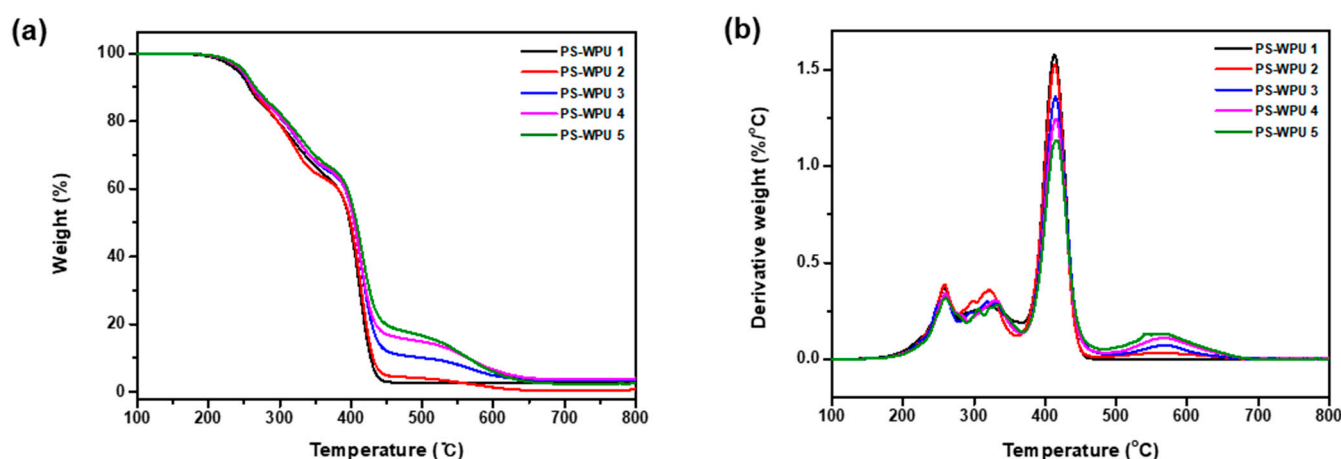 (a)
100
80
60
40
20
0
Weight (%)
100 200 300 400 500 600 700 800
Temperature (℃)
PS-WPU 1
PS-WPU 2
PS-WPU 3
PS-WPU 4
PS-WPU 5
(b)
1.5
1.0
0.5
0.0
Derivative weight (%/°C)
100 200 300 400 500 600 700 800
Temperature (°C)
PS-WPU 1
PS-WPU 2
PS-WPU 3
PS-WPU 4
PS-WPU 5